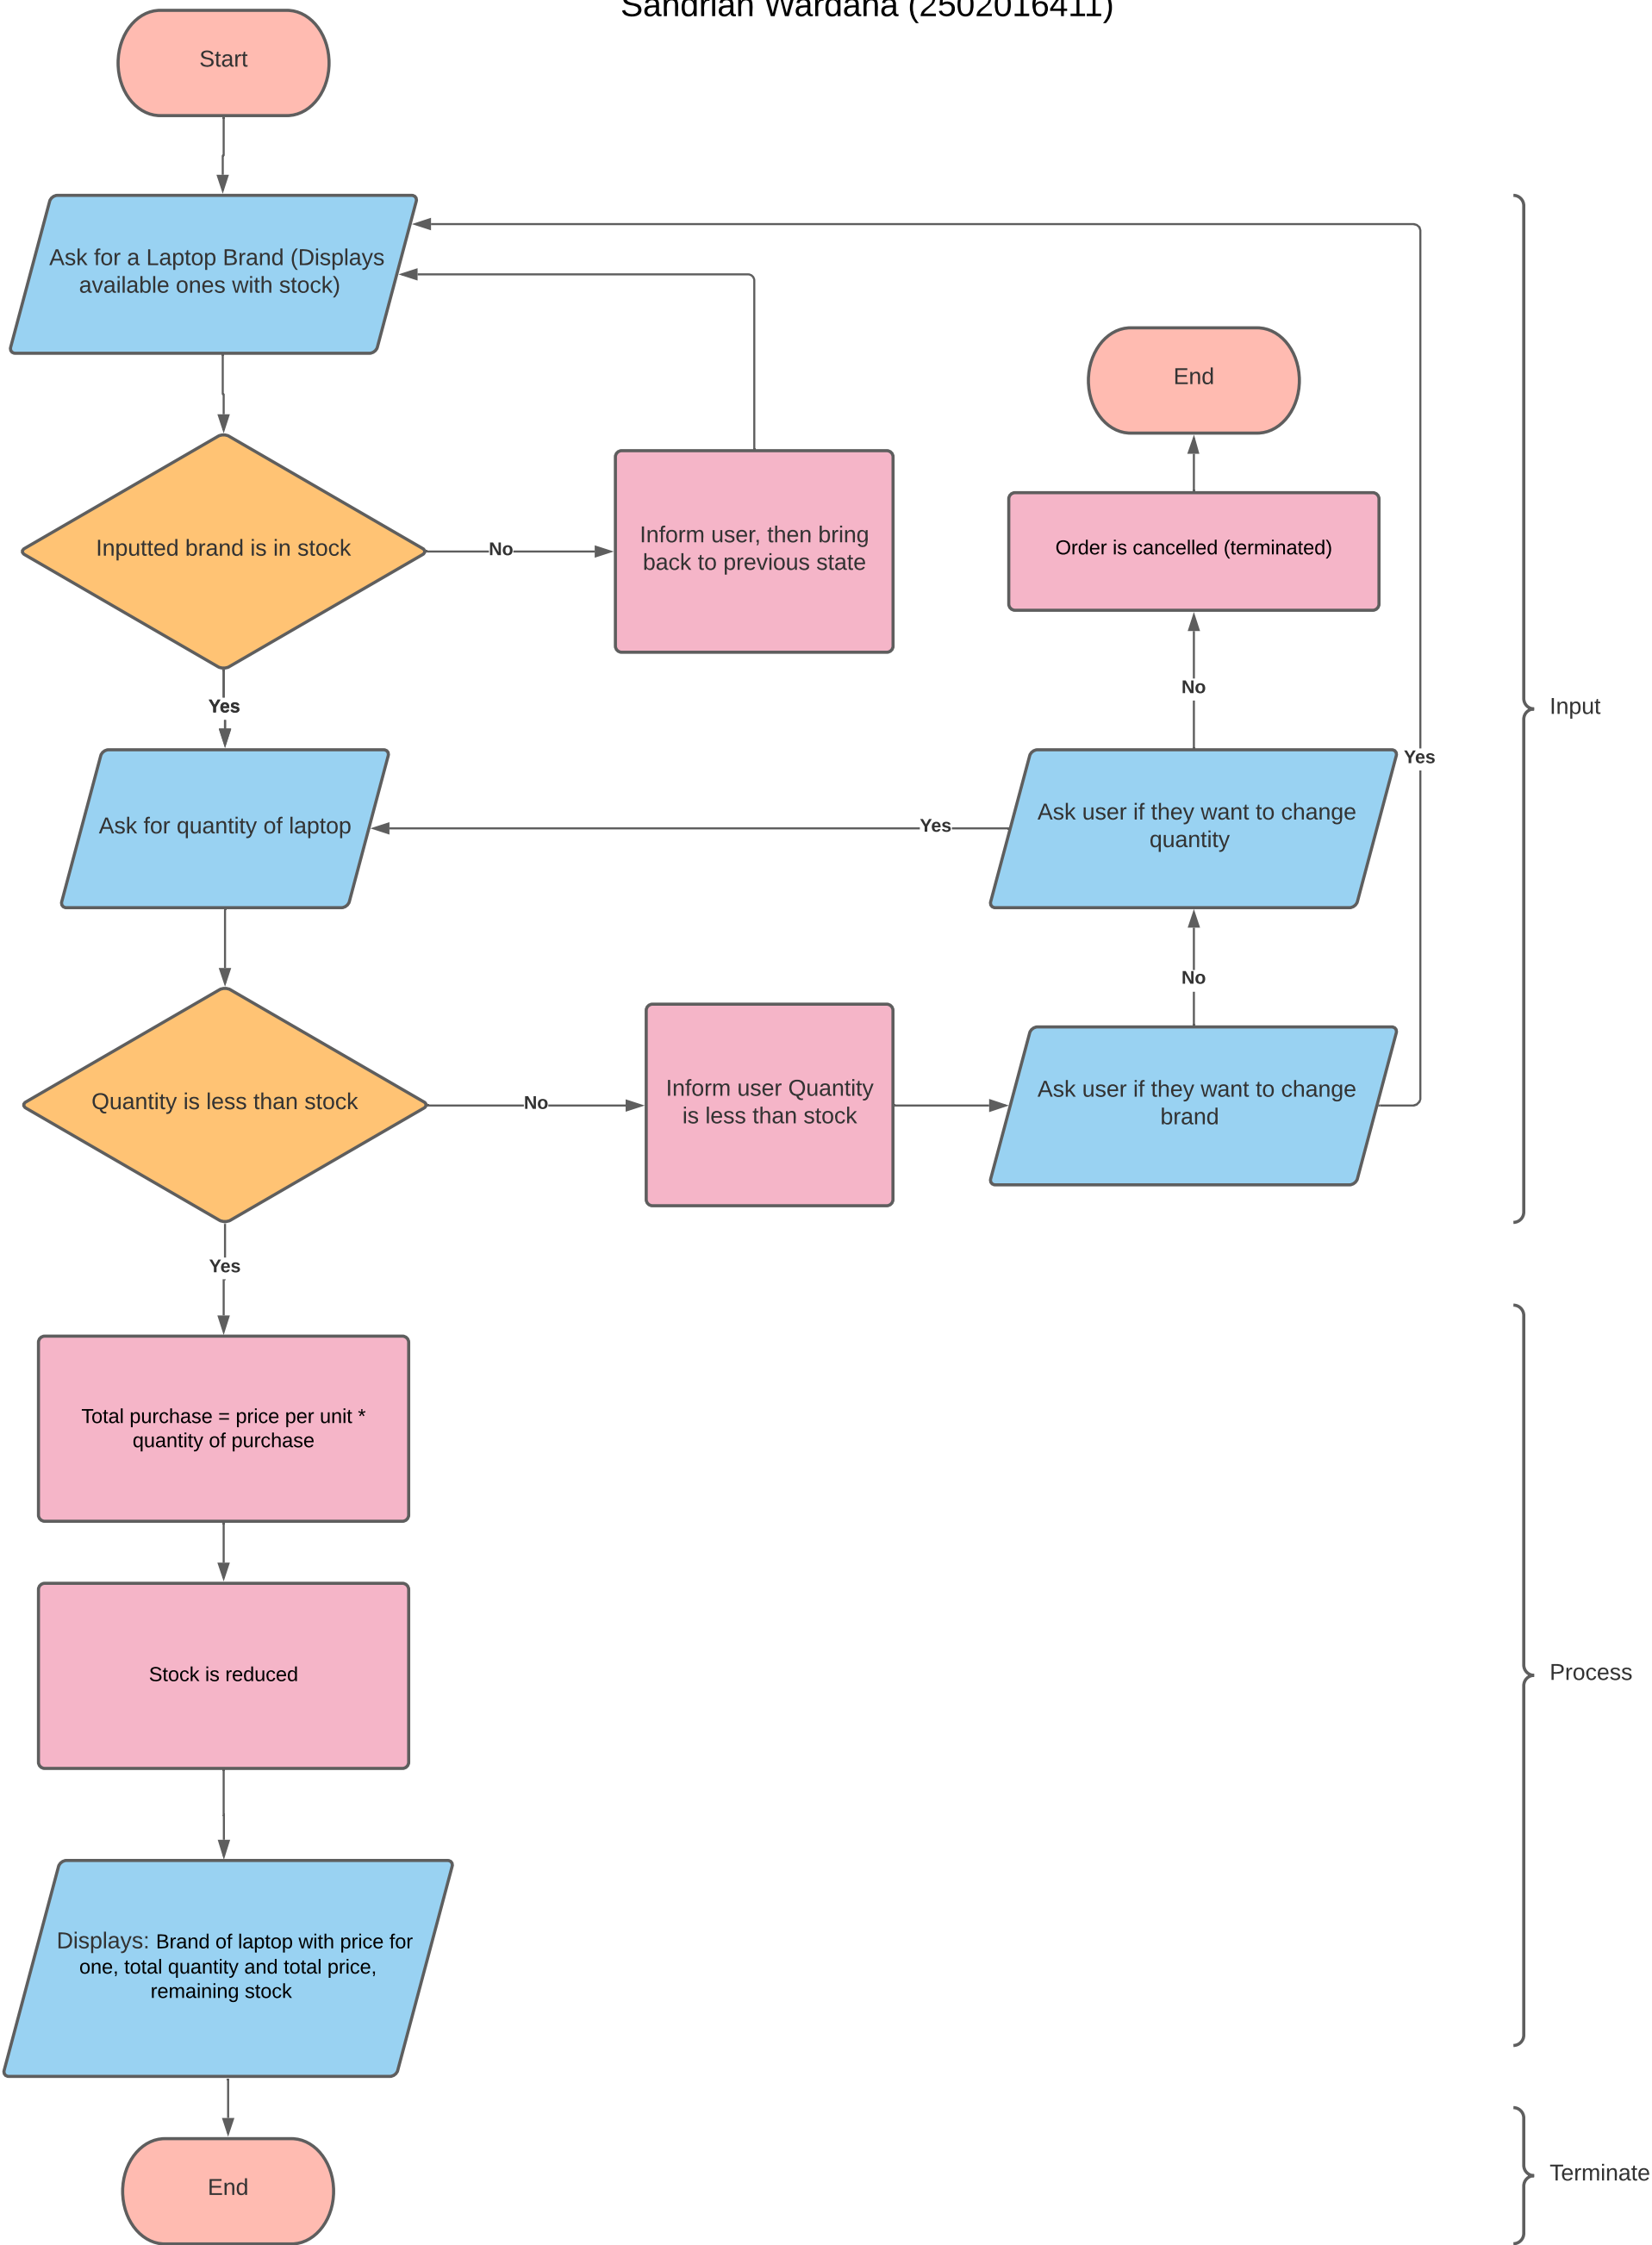 Sandrian Wardana (2502016411)
Start
Ask for a Laptop Brand (Displays
available ones with stock)
End
Inputted brand is in stock
No
Inform user, then bring
back to previous state
Order is cancelled (terminated)
No
Yes
Input
Yes
Ask for quantity of laptop
Yes
Ask user if they want to change
quantity
No
Quantity is less than stock
No
Inform user Quantity
is less than stock
Ask user if they want to change
brand
Yes
Total purchase = price per unit *
quantity of purchase
Stock is reduced
Process
Displays: Brand of laptop with price for
one, total quantity and total price,
remaining stock
End
Terminate